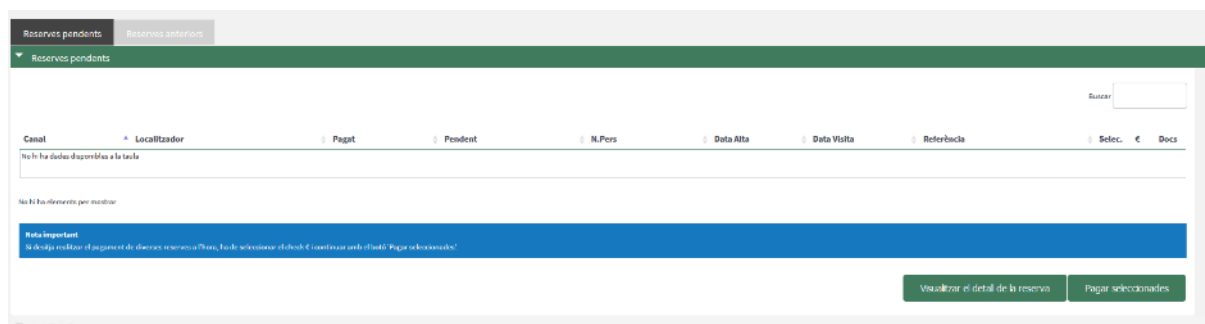 Reserves pendents Reserves anteriors
Reserves pendents
Buscar
Canal Localitzador Pagat Pendent N.Pers Data Alta Data Visita Referència Selec. € Docs
No hi ha dades disponibles a la taula
No hi ha elements per mostrar
Nota important
Si desitja realitzar el pagament de diverses reserves a l'hora, ha de seleccionar el check € i continuar amb el botó 'Pagar seleccionades'.
Visualitzar el detall de la reserva Pagar seleccionades